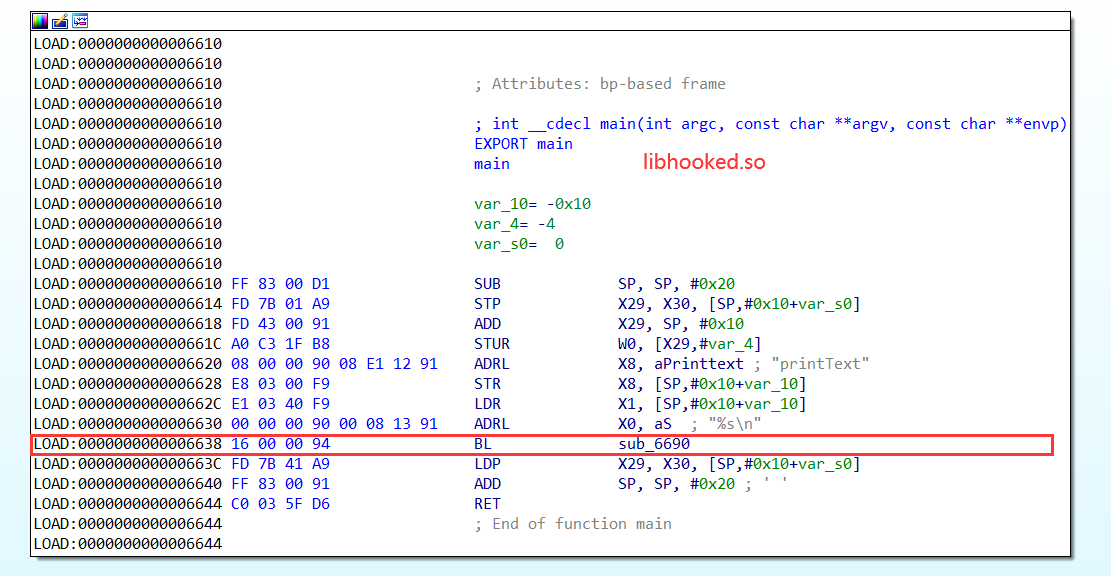 LOAD:0000000000006610
LOAD:0000000000006610
LOAD:0000000000006610 ; Attributes: bp-based frame
LOAD:0000000000006610
LOAD:0000000000006610 ; int __cdecl main(int argc, const char **argv, const char **envp)
LOAD:0000000000006610 EXPORT main
LOAD:0000000000006610 main libhooked.so
LOAD:0000000000006610
LOAD:0000000000006610 var_10= -0x10
LOAD:0000000000006610 var_4= -4
LOAD:0000000000006610 var_s0=  0
LOAD:0000000000006610
LOAD:0000000000006610 FF 83 00 D1 SUB SP, SP, #0x20
LOAD:0000000000006614 FD 7B 01 A9 STP X29, X30, [SP,#0x10+var_s0]
LOAD:0000000000006618 FD 43 00 91 ADD X29, SP, #0x10
LOAD:000000000000661C A0 C3 1F B8 STUR W0, [X29,#var_4]
LOAD:0000000000006620 08 00 00 90 08 E1 12 91 ADRL X8, aPrinttext ; "printText"
LOAD:0000000000006628 E8 03 00 F9 STR X8, [SP,#0x10+var_10]
LOAD:000000000000662C E1 03 40 F9 LDR X1, [SP,#0x10+var_10]
LOAD:0000000000006630 00 00 00 90 00 08 13 91 ADRL X0, aS ; "%s\n"
LOAD:0000000000006638 16 00 00 94 BL sub_6690
LOAD:000000000000663C FD 7B 41 A9 LDP X29, X30, [SP,#0x10+var_s0]
LOAD:0000000000006640 FF 83 00 91 ADD SP, SP, #0x20 ; ' '
LOAD:0000000000006644 C0 03 5F D6 RET
LOAD:0000000000006644 ; End of function main
LOAD:0000000000006644